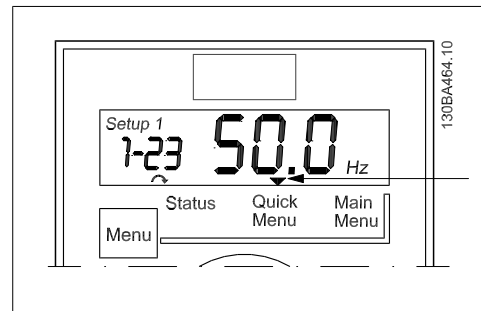 130BA464.10
Setup 1
1-23 50.0 Hz
Status Quick Menu Main Menu
Menu